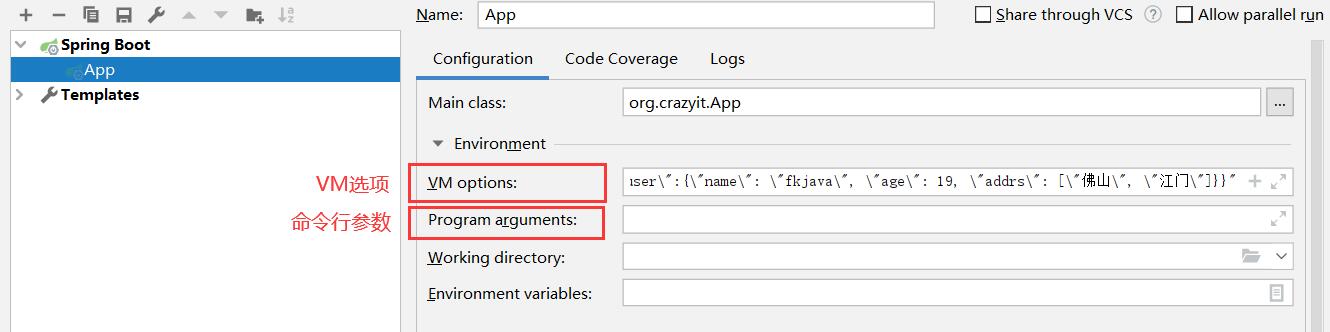 Name: App Share through VCS ? Allow parallel run
Spring Boot
App
Templates
Configuration Code Coverage Logs
Main class: org.crazyit.App ...
Environment
VM选项 VM options: user\":{\"name\": \"fkjava\", \"age\": 19, \"addrs\": [\"佛山\", \"江门\"]}}"
命令行参数 Program arguments:
Working directory:
Environment variables: